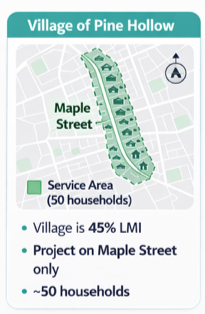 Village of Pine Hollow
Maple
Street
Service Area
(50 households)
• Village is 45% LMI
• Project on Maple Street
only
• ~50 households